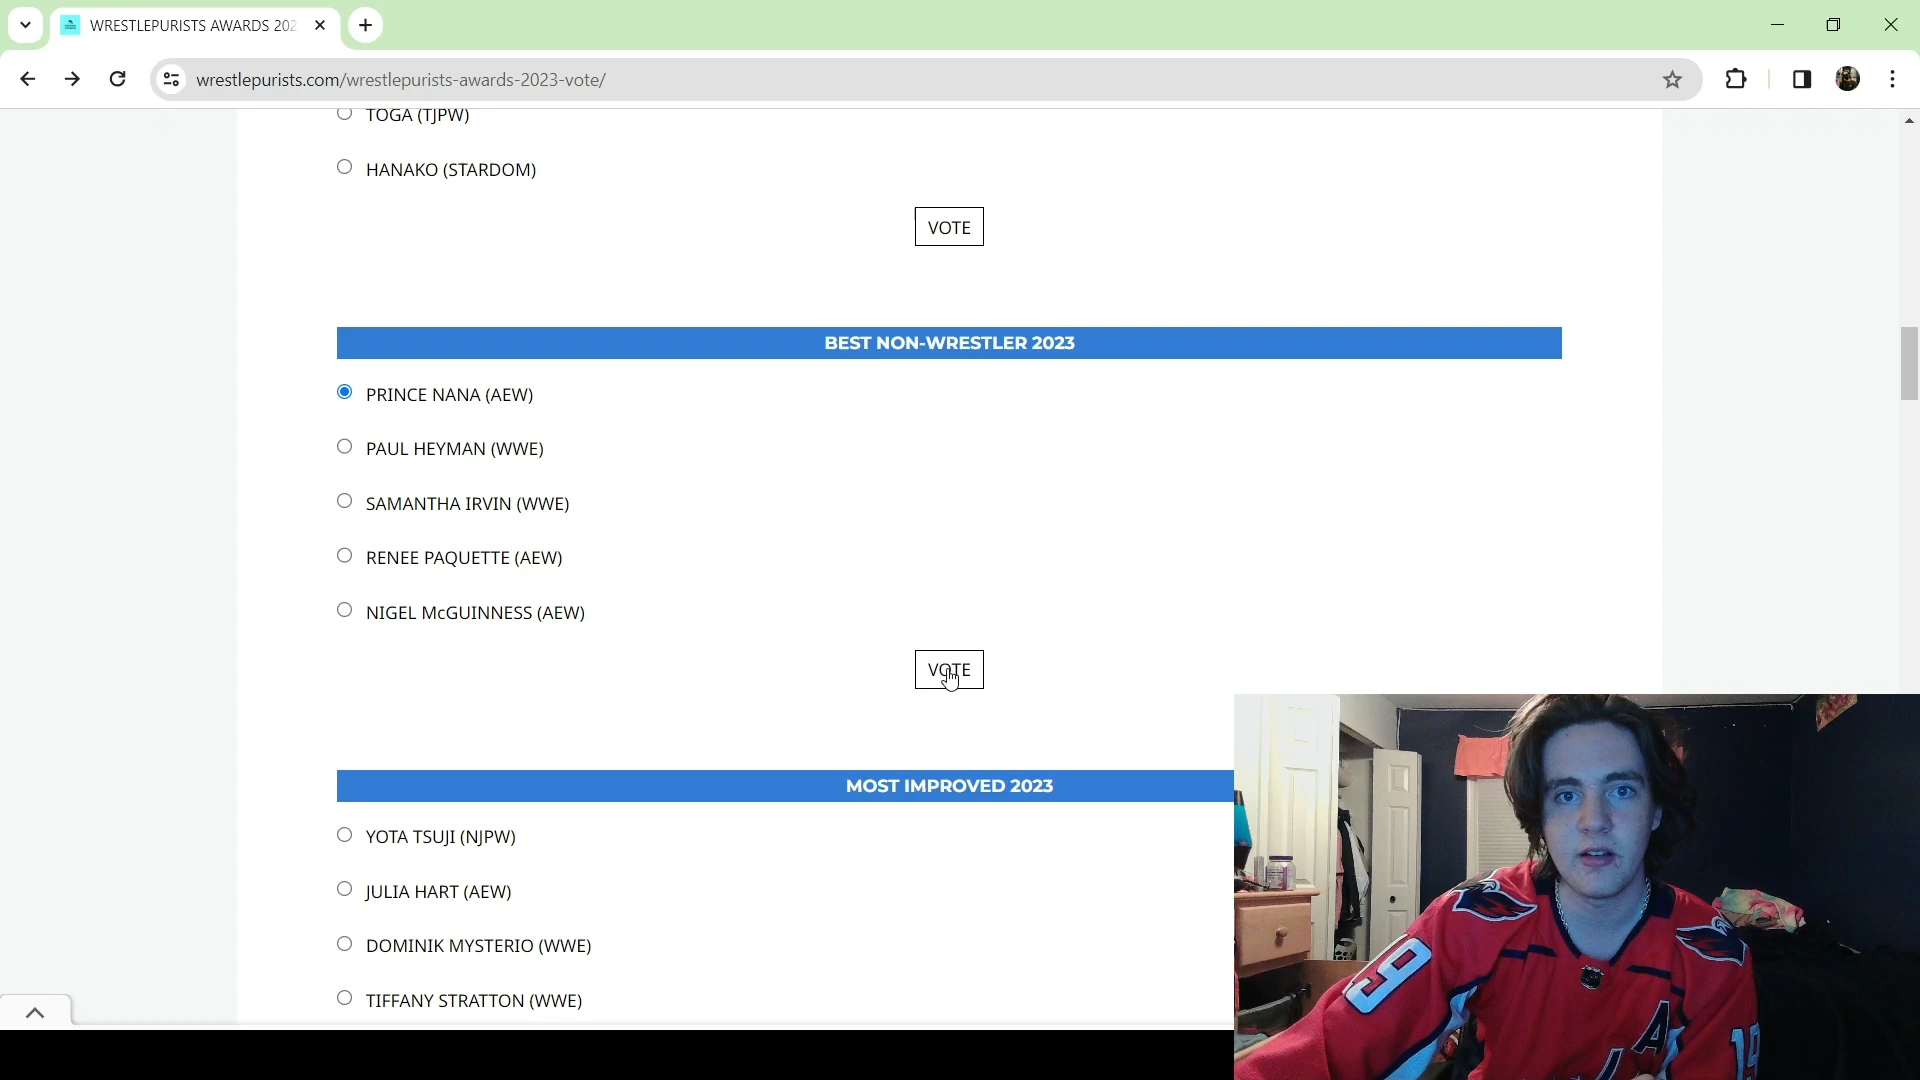 WRESTLEPURISTS AWARDS 202
wrestlepurists.com/wrestlepurists-awards-2023-vote/
TOGA (TJPW)
HANAKO (STARDOM)
VOTE
BEST NON-WRESTLER 2023
PRINCE NANA (AEW)
PAUL HEYMAN (WWE)
SAMANTHA IRVIN (WWE)
RENEE PAQUETTE (AEW)
NIGEL McGUINNESS (AEW)
VOTE
MOST IMPROVED 2023
YOTA TSUJI (NJPW)
JULIA HART (AEW)
DOMINIK MYSTERIO (WWE)
TIFFANY STRATTON (WWE)
19
A
19